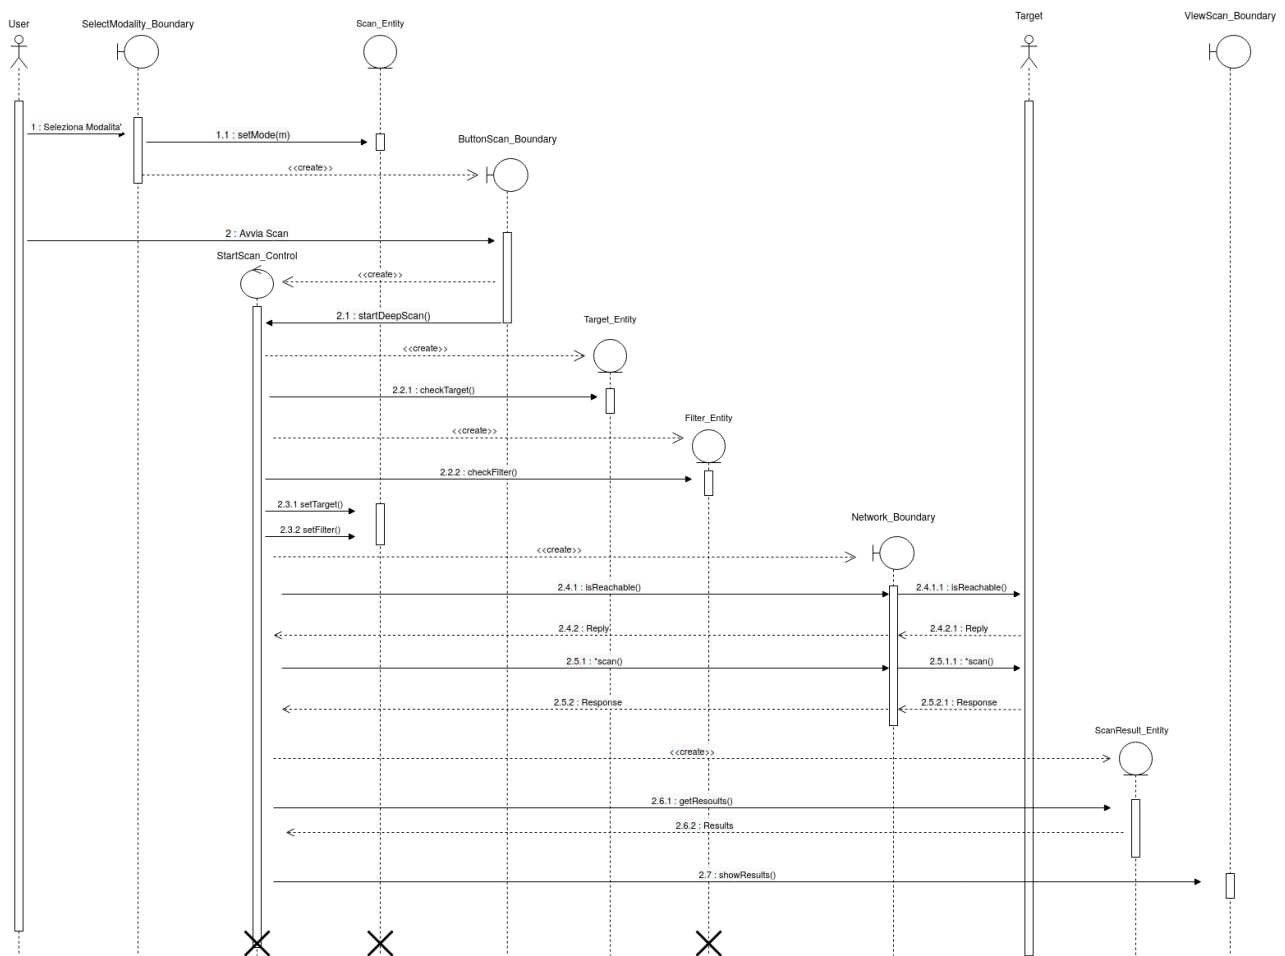 User
SelectModality_Boundary
Scan_Entity
Target
ViewScan_Boundary
1 : Seleziona Modalita'
1.1 : setMode(m)
ButtonScan_Boundary
<<create>>
2 : Avvia Scan
StartScan_Control
<<create>>
2.1 : startDeepScan()
Target_Entity
<<create>>
2.2.1 : checkTarget()
Filter_Entity
<<create>>
2.2.2 : checkFilter()
2.3.1 setTarget()
Network_Boundary
2.3.2 setFilter()
<<create>>
2.4.1 : isReachable()
2.4.1.1 : isReachable()
2.4.2 : Reply
2.4.2.1 : Reply
2.5.1 : *scan()
2.5.1.1 : *scan()
2.5.2 : Response
2.5.2.1 : Response
ScanResult_Entity
<<create>>
2.6.1 : getResoults()
2.6.2 : Results
2.7 : showResults()